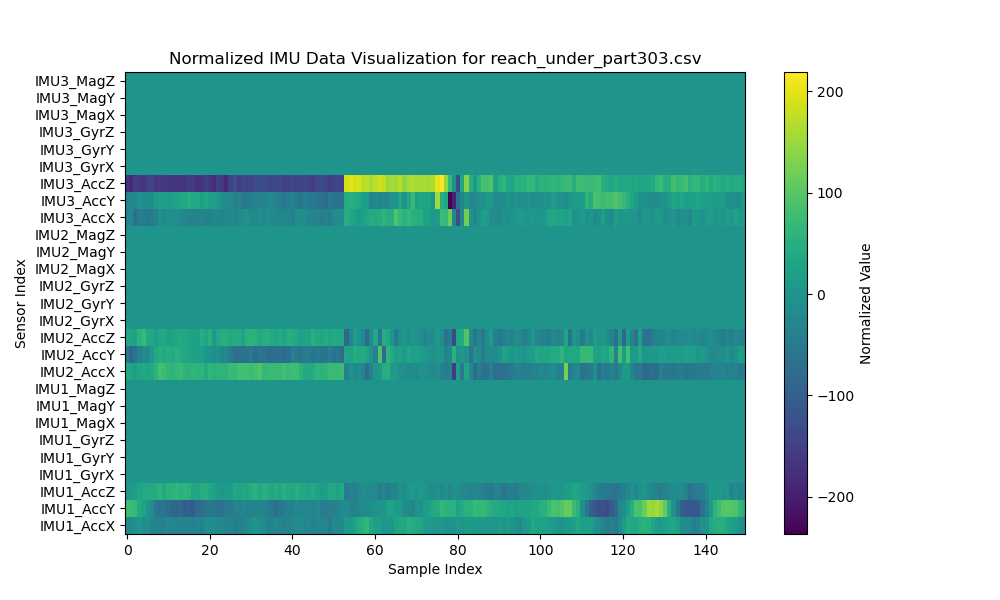 Normalized IMU Data Visualization for reach_under_part303.csv
IMU3_MagZ
IMU3_MagY
IMU3_MagX
IMU3_GyrZ
IMU3_GyrY
IMU3_GyrX
IMU3_AccZ
IMU3_AccY
IMU3_AccX
IMU2_MagZ
IMU2_MagY
IMU2_MagX
IMU2_GyrZ
IMU2_GyrY
IMU2_GyrX
IMU2_AccZ
IMU2_AccY
IMU2_AccX
IMU1_MagZ
IMU1_MagY
IMU1_MagX
IMU1_GyrZ
IMU1_GyrY
IMU1_GyrX
IMU1_AccZ
IMU1_AccY
IMU1_AccX
Sensor Index
0 20 40 60 80 100 120 140
Sample Index
200
100
0
−100
−200
Normalized Value